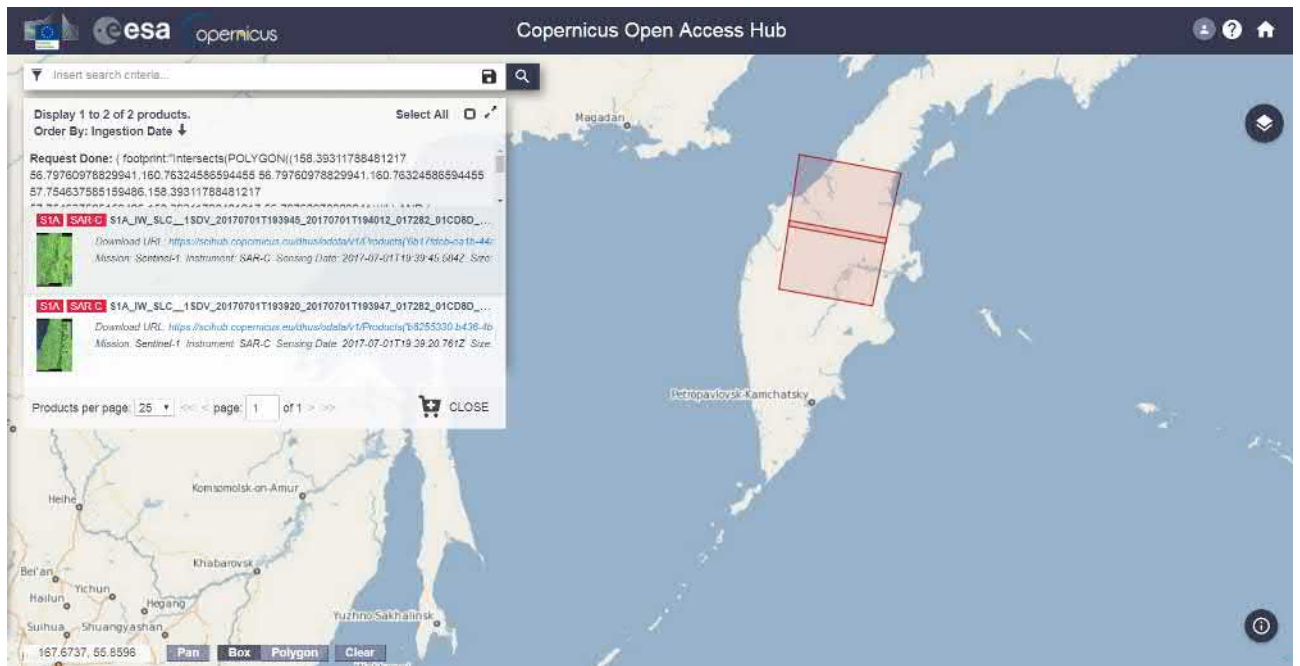 esa
opernicus
Copernicus Open Access Hub
Insert search criteria...
Display 1 to 2 of 2 products.
Select All
Order By: Ingestion Date
Request Done: ( footprint:"Intersects(POLYGON((158.39311788481217
56.79760978829941,160.76324586594455 56.79760978829941,160.76324586594455
57.754637585159486,158.39311788481217
S1A SAR-C S1A_IW_SLC__1SDV_20170701T193945_20170701T194012_017282_01CD8D_...
Download URL: https://scihub.copernicus.eu/dhus/odata/v1/Products(
Mission: Sentinel-1 Instrument: SAR-C Sensing Date: 2017-07-01T19:39:45.584Z Size:
S1A SAR-C S1A_IW_SLC__1SDV_20170701T193920_20170701T193947_017282_01CD8D_...
Download URL: https://scihub.copernicus.eu/dhus/odata/v1/Products('b8255330-b436-4b
Mission: Sentinel-1 Instrument: SAR-C Sensing Date: 2017-07-01T19:39:20.761Z Size:
Products per page: 25 << < page: 1 of 1 > >>
CLOSE
Magadan
Petropavlovsk-Kamchatsky
Komsomolsk-on-Amur
Heihe
Khabarovsk
Bei'an
Yichun
Hailun
Hegang
Suihua
Shuangyashan
Yuzhno-Sakhalinsk
167.6737, 55.8596
Pan
Box
Polygon
Clear